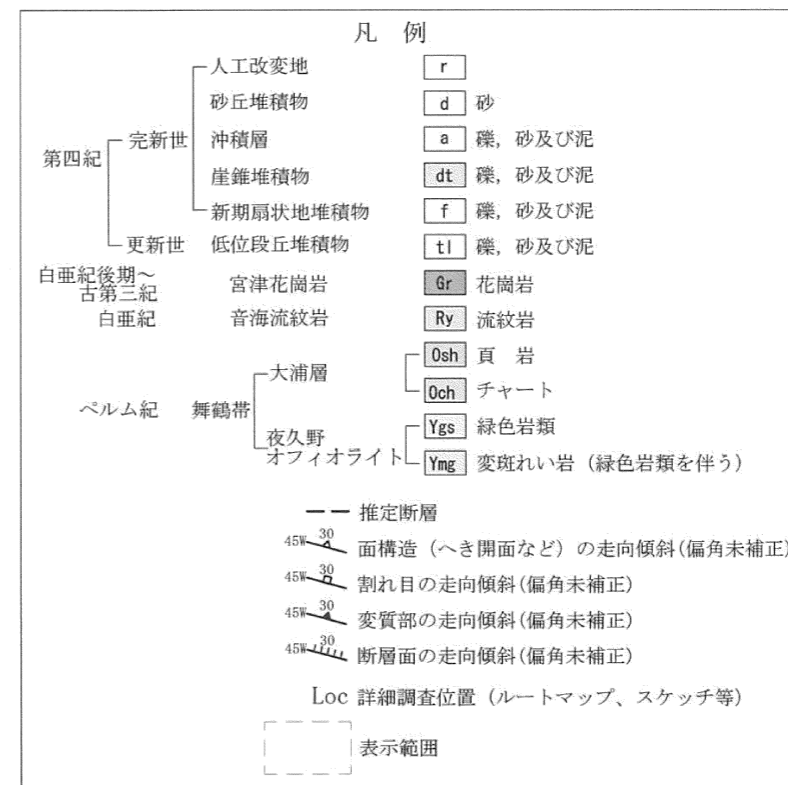 凡 例
人工改変地 r
砂丘堆積物 d 砂
完新世 沖積層 a 礫，砂及び泥
第四紀
崖錐堆積物 dt 礫，砂及び泥
新期扇状地堆積物 f 礫，砂及び泥
更新世 低位段丘堆積物 tl 礫，砂及び泥
白亜紀後期～
古第三紀 宮津花崗岩 Gr 花崗岩
白亜紀 音海流紋岩 Ry 流紋岩
Osh 頁 岩
大浦層
Och チャート
ペルム紀 舞鶴帯
Ygs 緑色岩類
夜久野
オフィオライト
Ymg 変斑れい岩（緑色岩類を伴う）
推定断層
45W 30 面構造（へき開面など）の走向傾斜(偏角未補正)
45W 30 割れ目の走向傾斜(偏角未補正)
45W 30 変質部の走向傾斜(偏角未補正)
45W 30 断層面の走向傾斜(偏角未補正)
Loc 詳細調査位置（ルートマップ、スケッチ等）
表示範囲